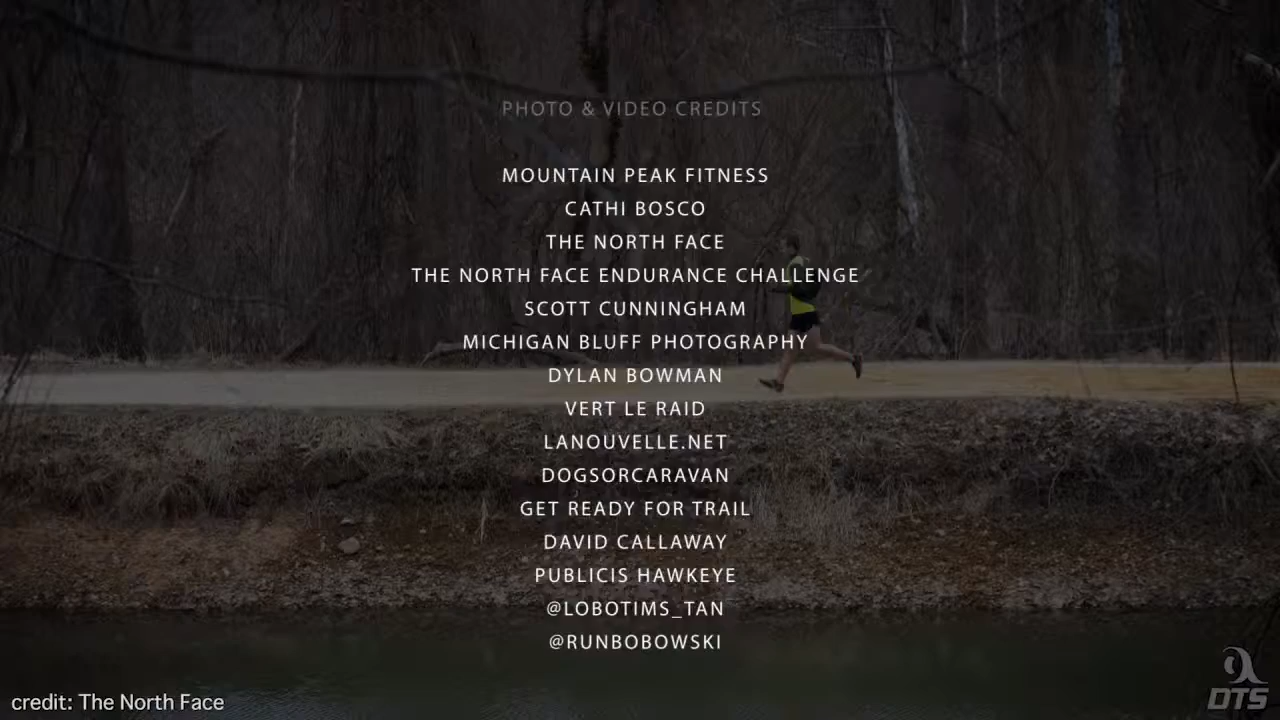 PHOTO & VIDEO CREDITS
MOUNTAIN PEAK FITNESS
CATHI BOSCO
THE NORTH FACE
THE NORTH FACE ENDURANCE CHALLENGE
SCOTT CUNNINGHAM
MICHIGAN BLUFF PHOTOGRAPHY
DYLAN BOWMAN
VERT LE RAID
LANOUVELLE.NET
DOGSORCARAVAN
GET READY FOR TRAIL
DAVID CALLAWAY
PUBLICIS HAWKEYE
@LOBOTIMS_TAN
@RUNBOBOWSKI
credit: The North Face
DTS